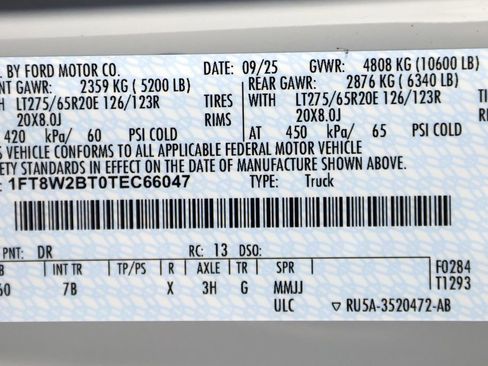 . BY FORD MOTOR CO. DATE: 09/25 GVWR: 4808 KG (10600 LB)
NT GAWR: 2359 KG ( 5200 LB) REAR GAWR: 2876 KG ( 6340 LB)
H LT275/65R20E 126/123R TIRES WITH LT275/65R20E 126/123R
20X8.0J RIMS 20X8.0J
420 kPa/ 60 PSI COLD AT 450 kPa/ 65 PSI COLD
S VEHICLE CONFORMS TO ALL APPLICABLE FEDERAL MOTOR VEHICLE
ETY STANDARDS IN EFFECT ON THE DATE OF MANUFACTURE SHOWN ABOVE.
1FT8W2BT0TEC66047 TYPE: Truck
PNT: DR RC: 13 DSO:
B INT TR TP/PS R AXLE TR SPR F0284
60 7B X 3H G MMJJ T1293
ULC ▽ RU5A-3520472-AB